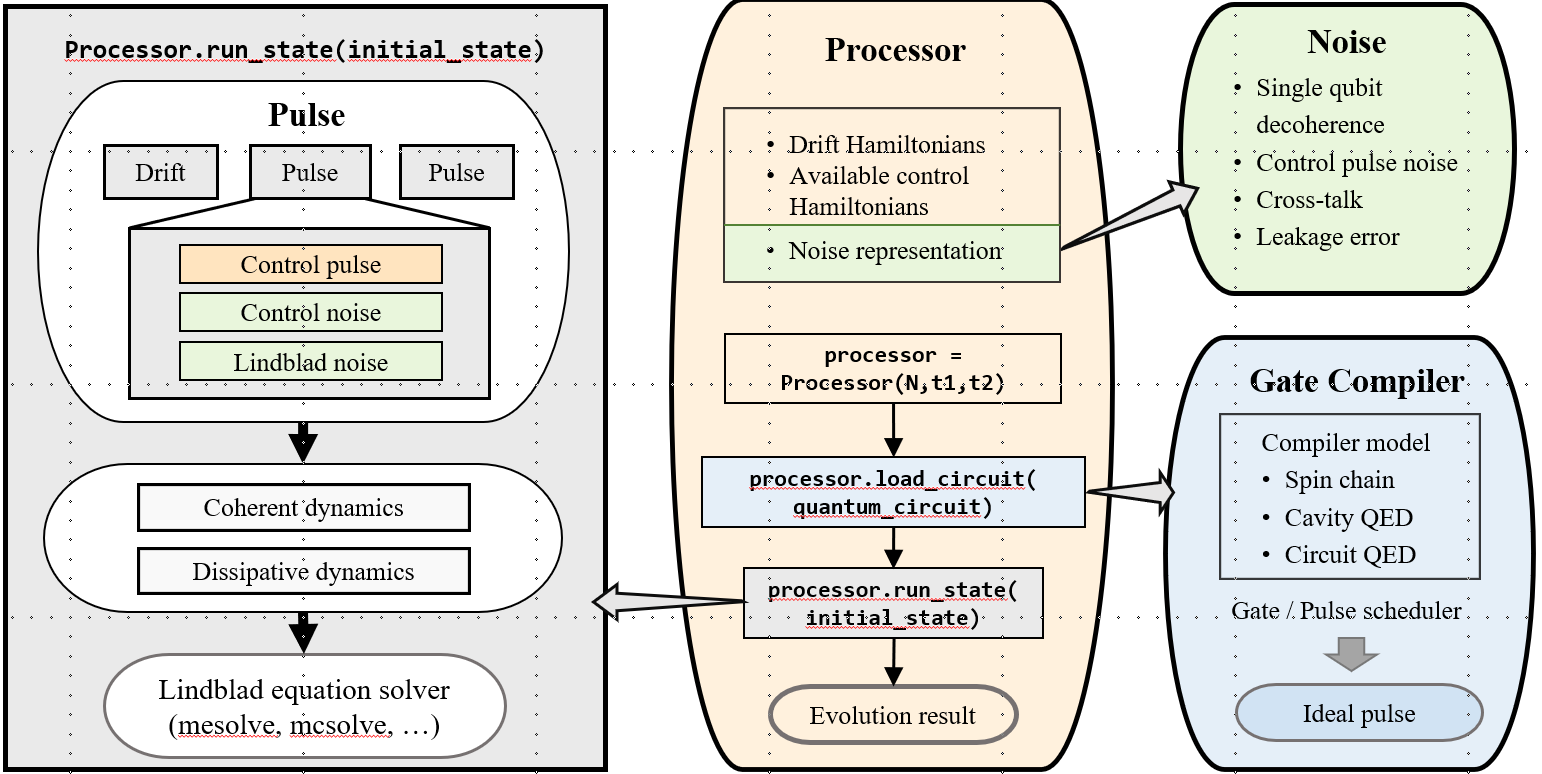 Processor.run_state(initial_state)
Pulse
Drift
Pulse
Pulse
Control pulse
Control noise
Lindblad noise
Coherent dynamics
Dissipative dynamics
Lindblad equation solver
(mesolve, mcsolve, …)
Processor
• Drift Hamiltonians
• Available control
Hamiltonians
• Noise representation
processor =
Processor(N,t1,t2)
processor.load_circuit(
quantum_circuit)
processor.run_state(
initial_state)
Evolution result
Noise
• Single qubit
decoherence
• Control pulse noise
• Cross-talk
• Leakage error
Gate Compiler
Compiler model
• Spin chain
• Cavity QED
• Circuit QED
Gate / Pulse scheduler
Ideal pulse